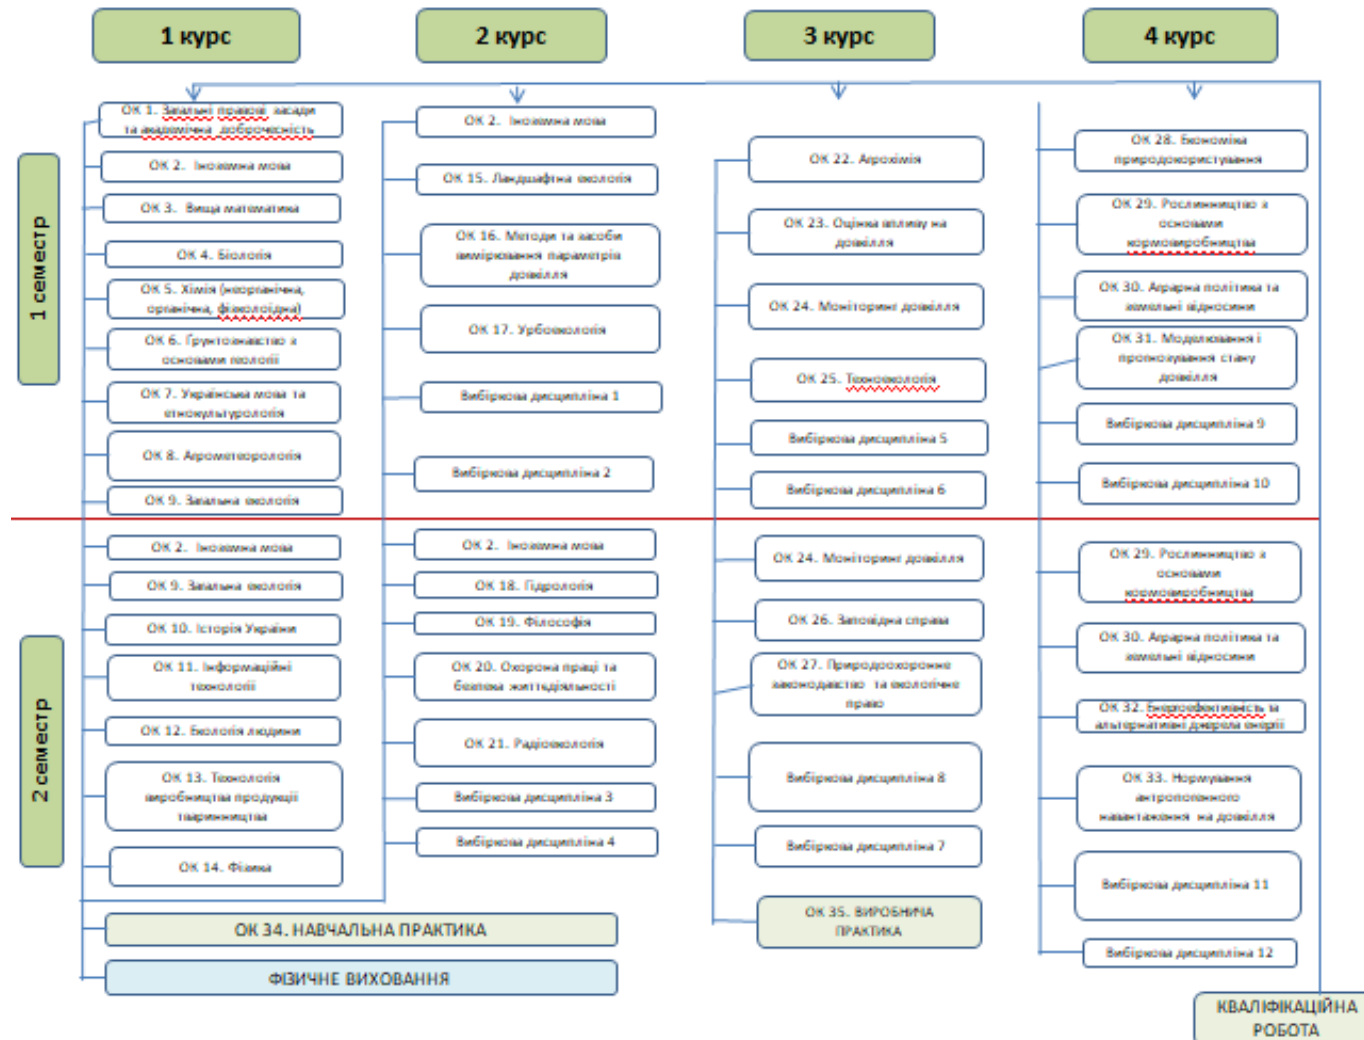 1 курс
2 курс
3 курс
4 курс
1 семестр
ОК 1. Загальні правові засади
та академічна доброчесність
ОК 2. Іноземна мова
ОК 3. Вища математика
ОК 4. Біологія
ОК 5. Хімія (неорганічна,
органічна, фізколоїдна)
ОК 6. Ґрунтознавство з
основами геології
ОК 7. Українська мова та
етнокультурологія
ОК 8. Агрометеорологія
ОК 9. Загальна екологія
ОК 2. Іноземна мова
ОК 15. Ландшафтна екологія
ОК 16. Методи та засоби
вимірювання параметрів
довкілля
ОК 17. Урбоекологія
Вибіркова дисципліна 1
Вибіркова дисципліна 2
ОК 22. Агрохімія
ОК 23. Оцінка впливу на
довкілля
ОК 24. Моніторинг довкілля
ОК 25. Техноекологія
Вибіркова дисципліна 5
Вибіркова дисципліна 6
ОК 28. Економіка
природокористування
ОК 29. Рослинництво з
основами
кормовиробництва
ОК 30. Аграрна політика та
земельні відносини
ОК 31. Моделювання і
прогнозування стану
довкілля
Вибіркова дисципліна 9
Вибіркова дисципліна 10
2 семестр
ОК 2. Іноземна мова
ОК 9. Загальна екологія
ОК 10. Історія України
ОК 11. Інформаційні
технології
ОК 12. Екологія людини
ОК 13. Технологія
виробництва продукції
тваринництва
ОК 14. Фізика
ОК 2. Іноземна мова
ОК 18. Гідрологія
ОК 19. Філософія
ОК 20. Охорона праці та
безпека життєдіяльності
ОК 21. Радіоекологія
Вибіркова дисципліна 3
Вибіркова дисципліна 4
ОК 24. Моніторинг довкілля
ОК 26. Заповідна справа
ОК 27. Природоохоронне
законодавство та екологічне
право
Вибіркова дисципліна 8
Вибіркова дисципліна 7
ОК 35. ВИРОБНИЧА
ПРАКТИКА
ОК 29. Рослинництво з
основами
кормовиробництва
ОК 30. Аграрна політика та
земельні відносини
ОК 32. Енергоефективність та
альтернативні джерела енергії
ОК 33. Нормування
антропогенного
навантаження на довкілля
Вибіркова дисципліна 11
Вибіркова дисципліна 12
ОК 34. НАВЧАЛЬНА ПРАКТИКА
ФІЗИЧНЕ ВИХОВАННЯ
КВАЛІФІКАЦІЙНА
РОБОТА